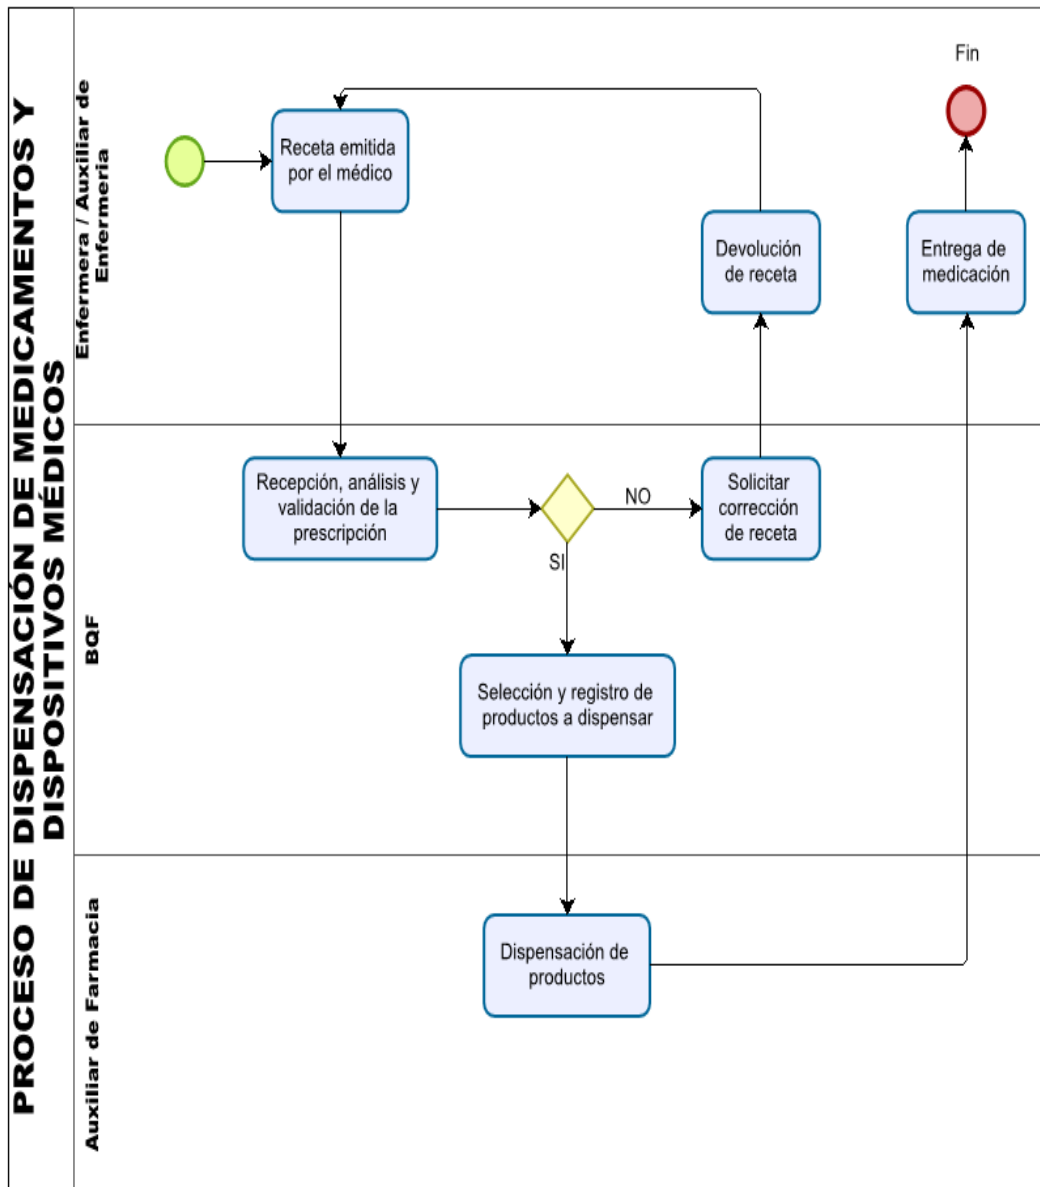 PROCESO DE DISPENSACIÓN DE MEDICAMENTOS Y
DISPOSITIVOS MÉDICOS
Enfermera / Auxiliar de
Enfermeria
Fin
Receta emitida
por el médico
Devolución
de receta
Entrega de
medicación
BQF
Recepción, análisis y
validación de la
prescripción
NO
Solicitar
corrección
de receta
SI
Selección y registro de
productos a dispensar
Auxiliar de Farmacia
Dispensación de
productos